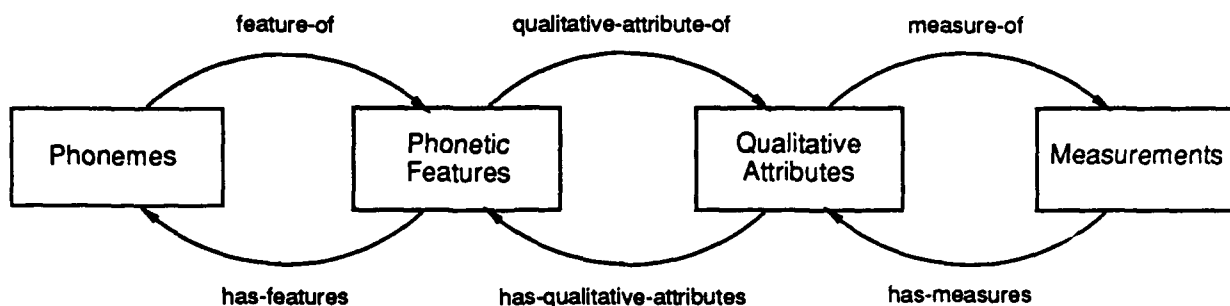 feature-of
qualitative-attribute-of
measure-of
Phonemes
Phonetic
Features
Qualitative
Attributes
Measurements
has-features
has-qualitative-attributes
has-measures